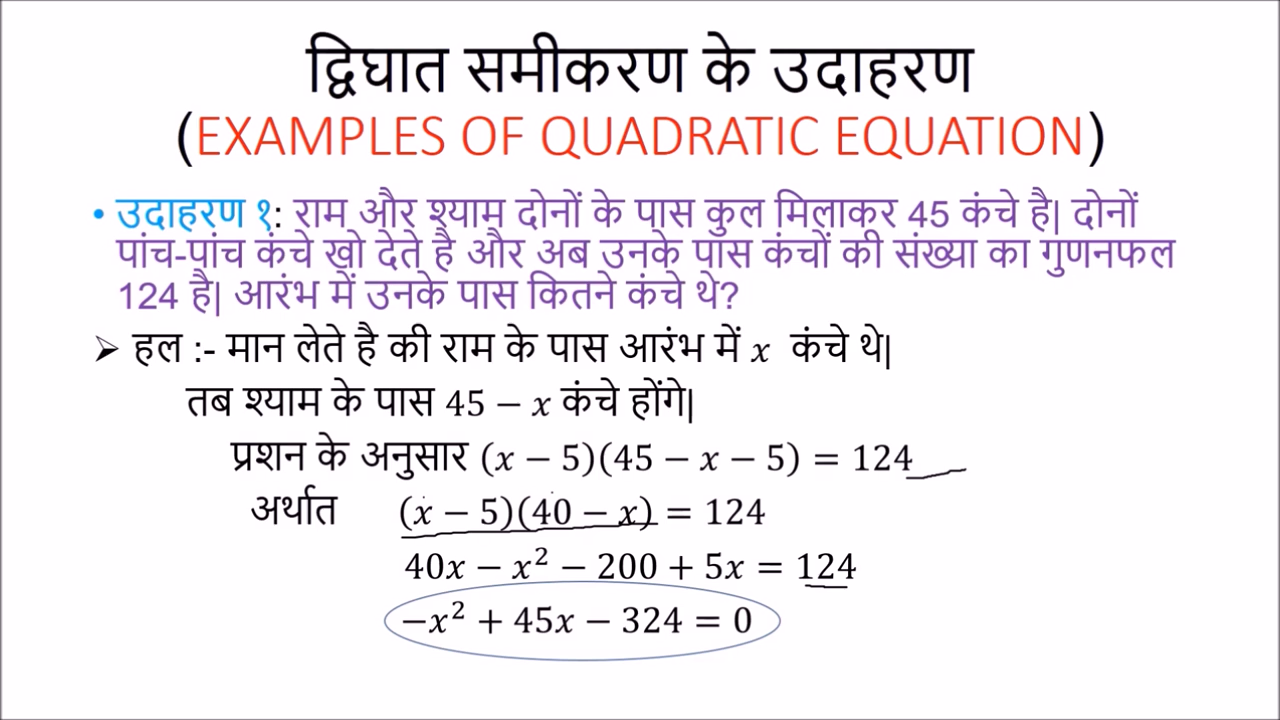 द्विघात समीकरण के उदाहरण
(EXAMPLES OF QUADRATIC EQUATION)
• उदाहरण १: राम और श्याम दोनों के पास कुल मिलाकर 45 कंचे है| दोनों
पांच-पांच कंचे खो देते है और अब उनके पास कंचों की संख्या का गुणनफल
124 है| आरंभ में उनके पास कितने कंचे थे?
➢ हल :- मान लेते है की राम के पास आरंभ में x कंचे थे|
तब श्याम के पास 45 − x कंचे होंगे|
प्रशन के अनुसार (x − 5)(45 − x − 5) = 124
अर्थात (x − 5)(40 − x) = 124
40x − x² − 200 + 5x = 124
−x² + 45x − 324 = 0